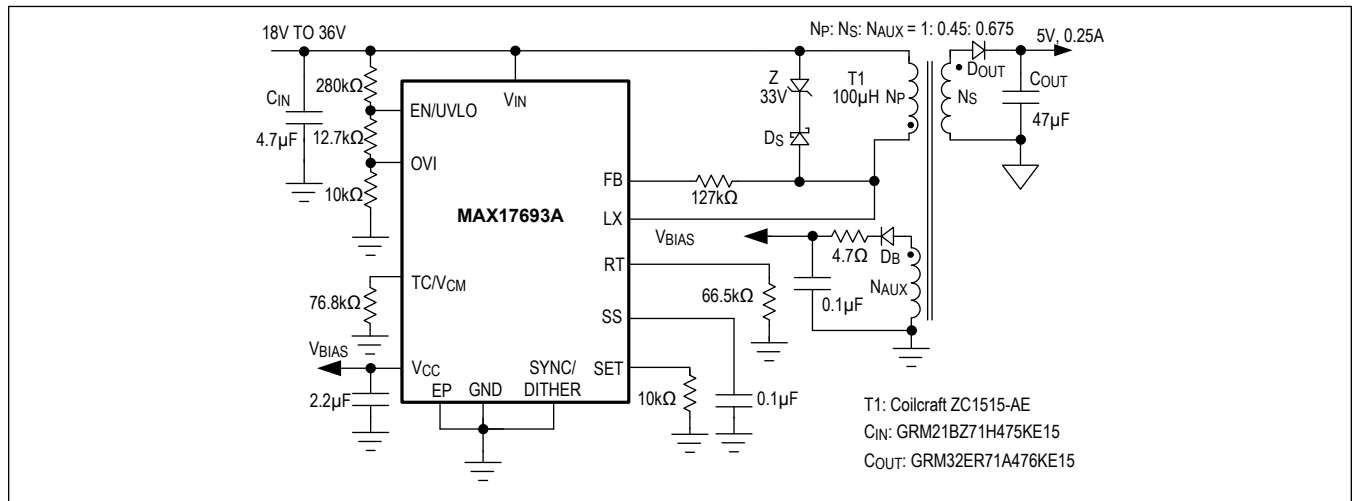 18V TO 36V
NP: NS: NAUX = 1: 0.45: 0.675
5V, 0.25A
CIN
4.7µF
280kΩ
12.7kΩ
10kΩ
EN/UVLO
OVI
VIN
Z
33V
DS
T1
100µH
NP
NS
DOUT
COUT
47µF
MAX17693A
FB
127kΩ
LX
VBIAS
4.7Ω
DB
NAUX
0.1µF
RT
66.5kΩ
TC/VCM
76.8kΩ
SS
0.1µF
VBIAS
VCC
2.2µF
EP
GND
SYNC/
DITHER
SET
10kΩ
T1: Coilcraft ZC1515-AE
CIN: GRM21BZ71H475KE15
COUT: GRM32ER71A476KE15